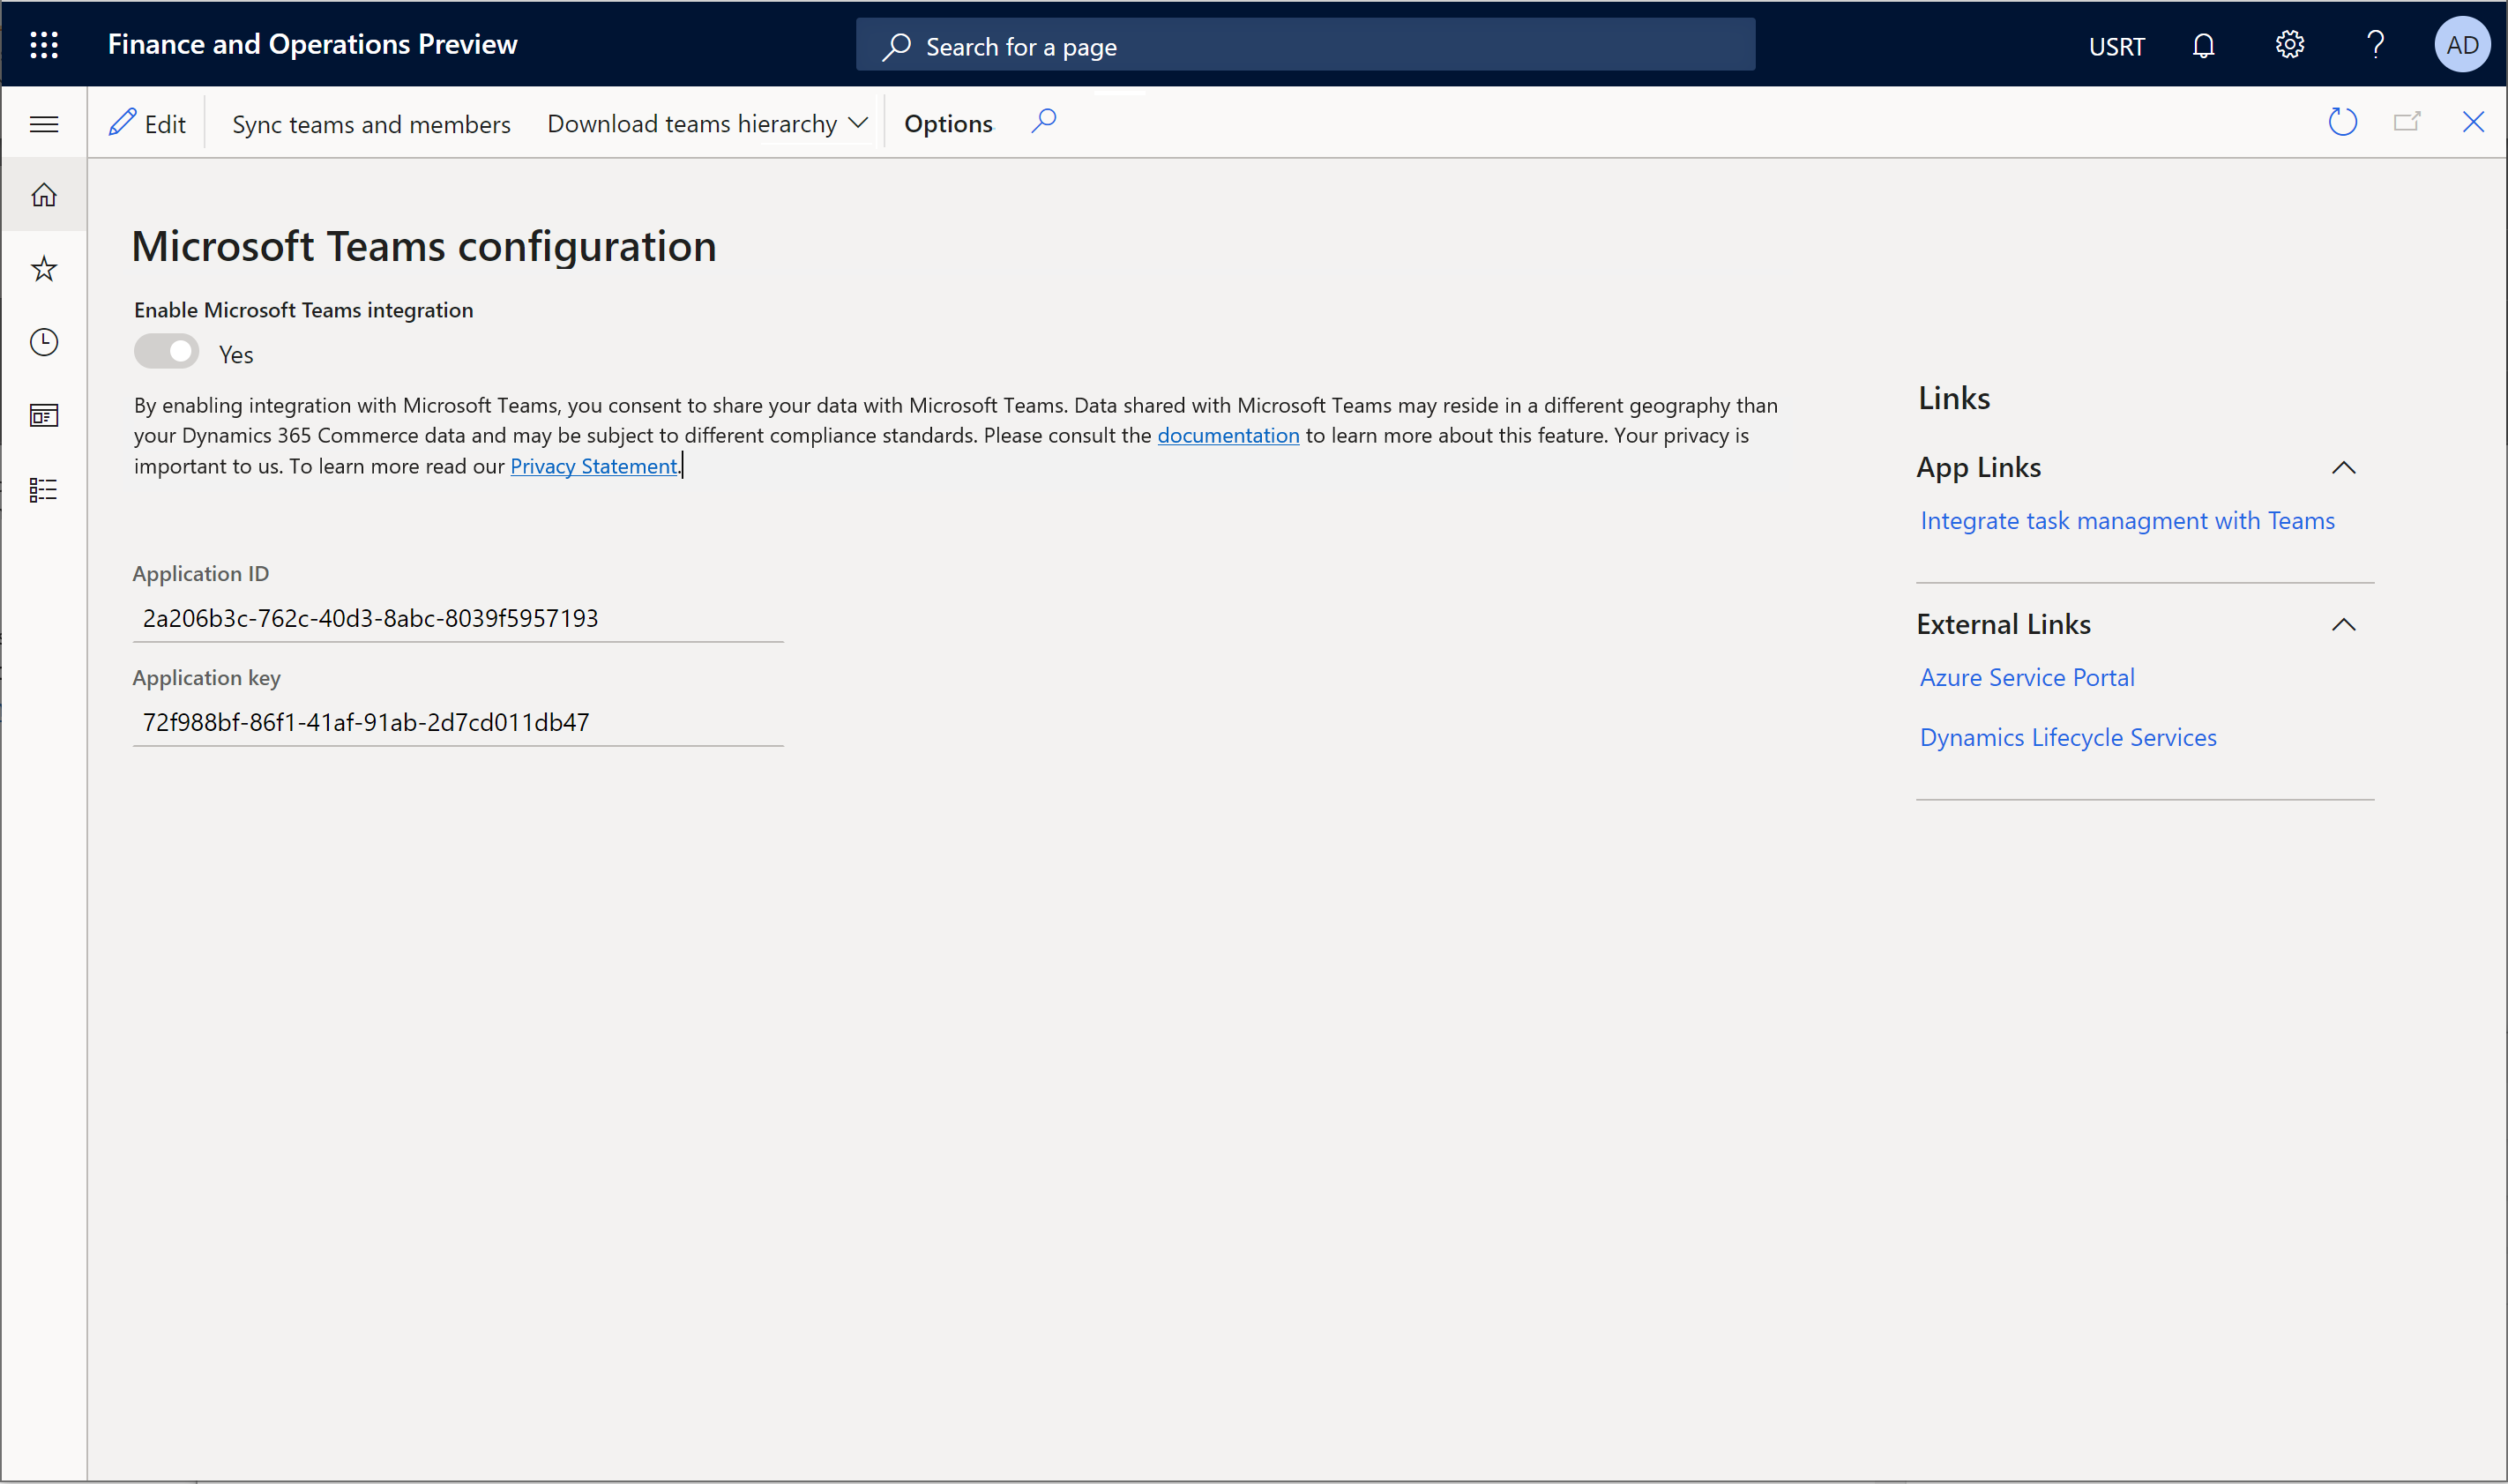 Finance and Operations Preview
Search for a page
USRT
AD
Edit
Sync teams and members
Download teams hierarchy
Options
Microsoft Teams configuration
Enable Microsoft Teams integration
Yes
By enabling integration with Microsoft Teams, you consent to share your data with Microsoft Teams. Data shared with Microsoft Teams may reside in a different geography than
your Dynamics 365 Commerce data and may be subject to different compliance standards. Please consult the documentation to learn more about this feature. Your privacy is
important to us. To learn more read our Privacy Statement.
Application ID
2a206b3c-762c-40d3-8abc-8039f5957193
Application key
72f988bf-86f1-41af-91ab-2d7cd011db47
Links
App Links
Integrate task managment with Teams
External Links
Azure Service Portal
Dynamics Lifecycle Services